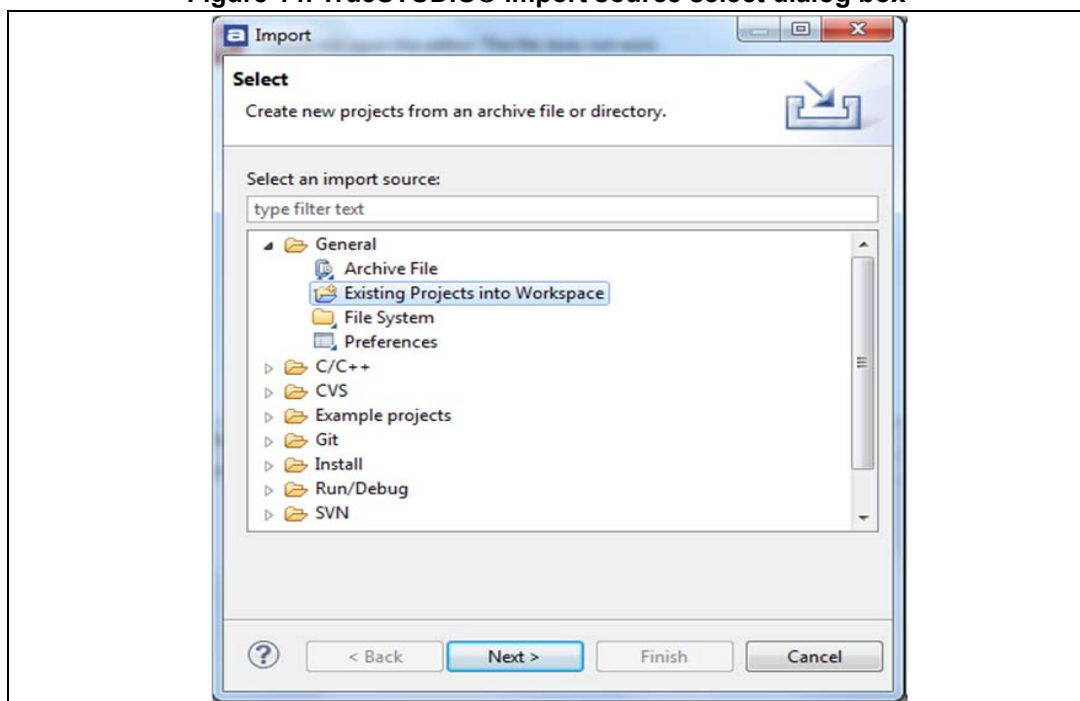 Import
Select
Create new projects from an archive file or directory.
Select an import source:
type filter text
General
Archive File
Existing Projects into Workspace
File System
Preferences
C/C++
CVS
Example projects
Git
Install
Run/Debug
SVN
?
< Back
Next >
Finish
Cancel